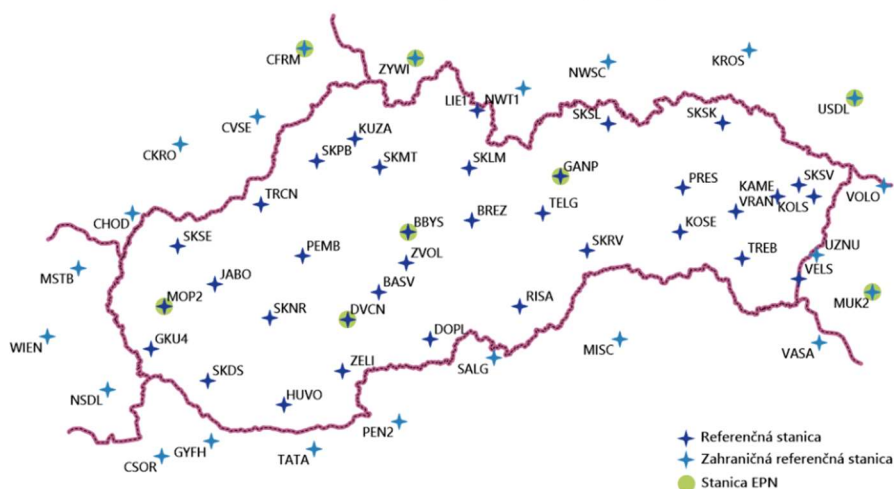 CFRM
ZYWI
NWSC
KROS
LIE1
NWT1
USDL
CVSE
SKSL
SKSK
KUZA
CKRO
SKPB
SKMT
SKLM
GANP
PRES
KAME
SKSV
VOLO
TRCN
VRAN
KOLS
CHOD
BREZ
TELG
BBYS
KOSE
SKSE
PEMB
ZVOL
SKRV
TREB
UZNU
MSTB
JABO
BASV
VELS
MOP2
SKNR
DVCN
RISA
MUK2
WIEN
GKU4
DOPL
MISC
VASA
ZELI
SALG
SKDS
NSDL
HUVO
PEN2
GYFH
CSOR
TATA
Referenčná stanica
Zahraničná referenčná stanica
Stanica EPN